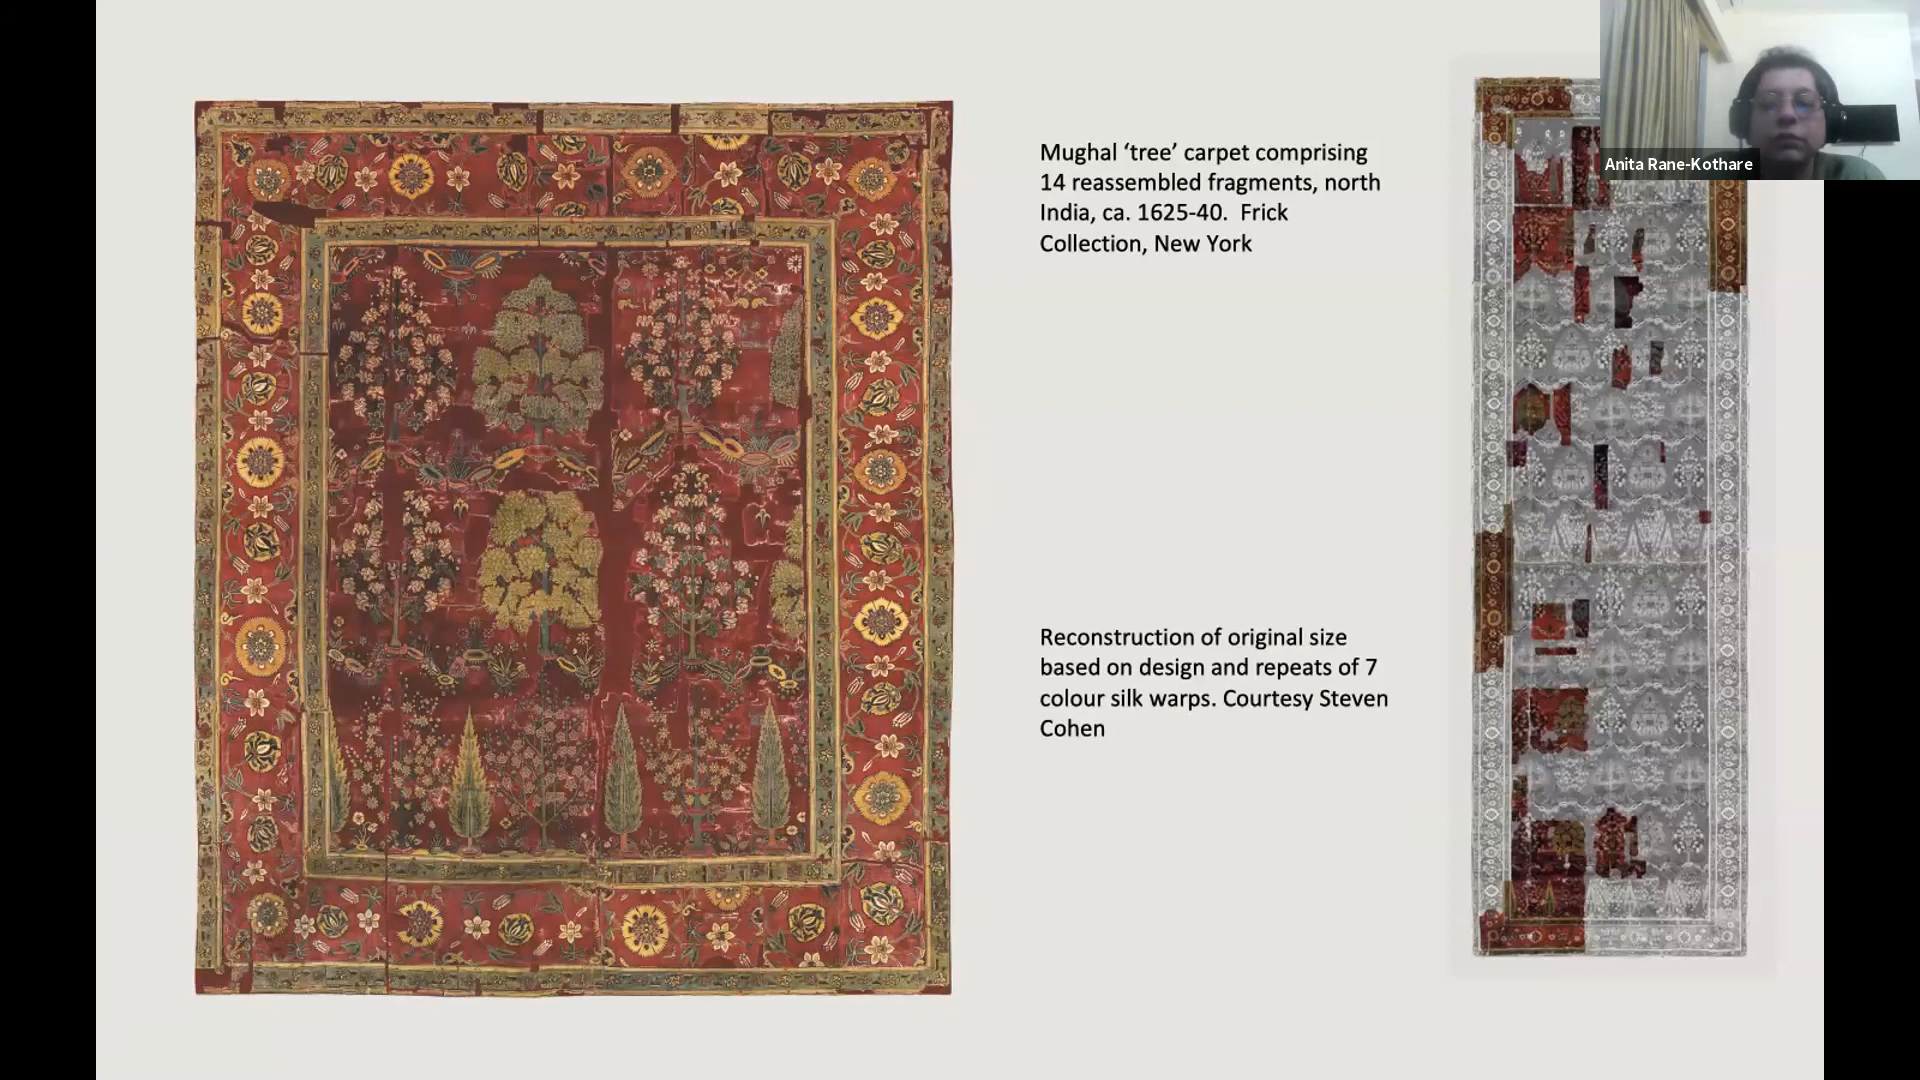 Mughal ‘tree’ carpet comprising
14 reassembled fragments, north
India, ca. 1625-40.  Frick
Collection, New York
Reconstruction of original size
based on design and repeats of 7
colour silk warps. Courtesy Steven
Cohen
Anita Rane-Kothare